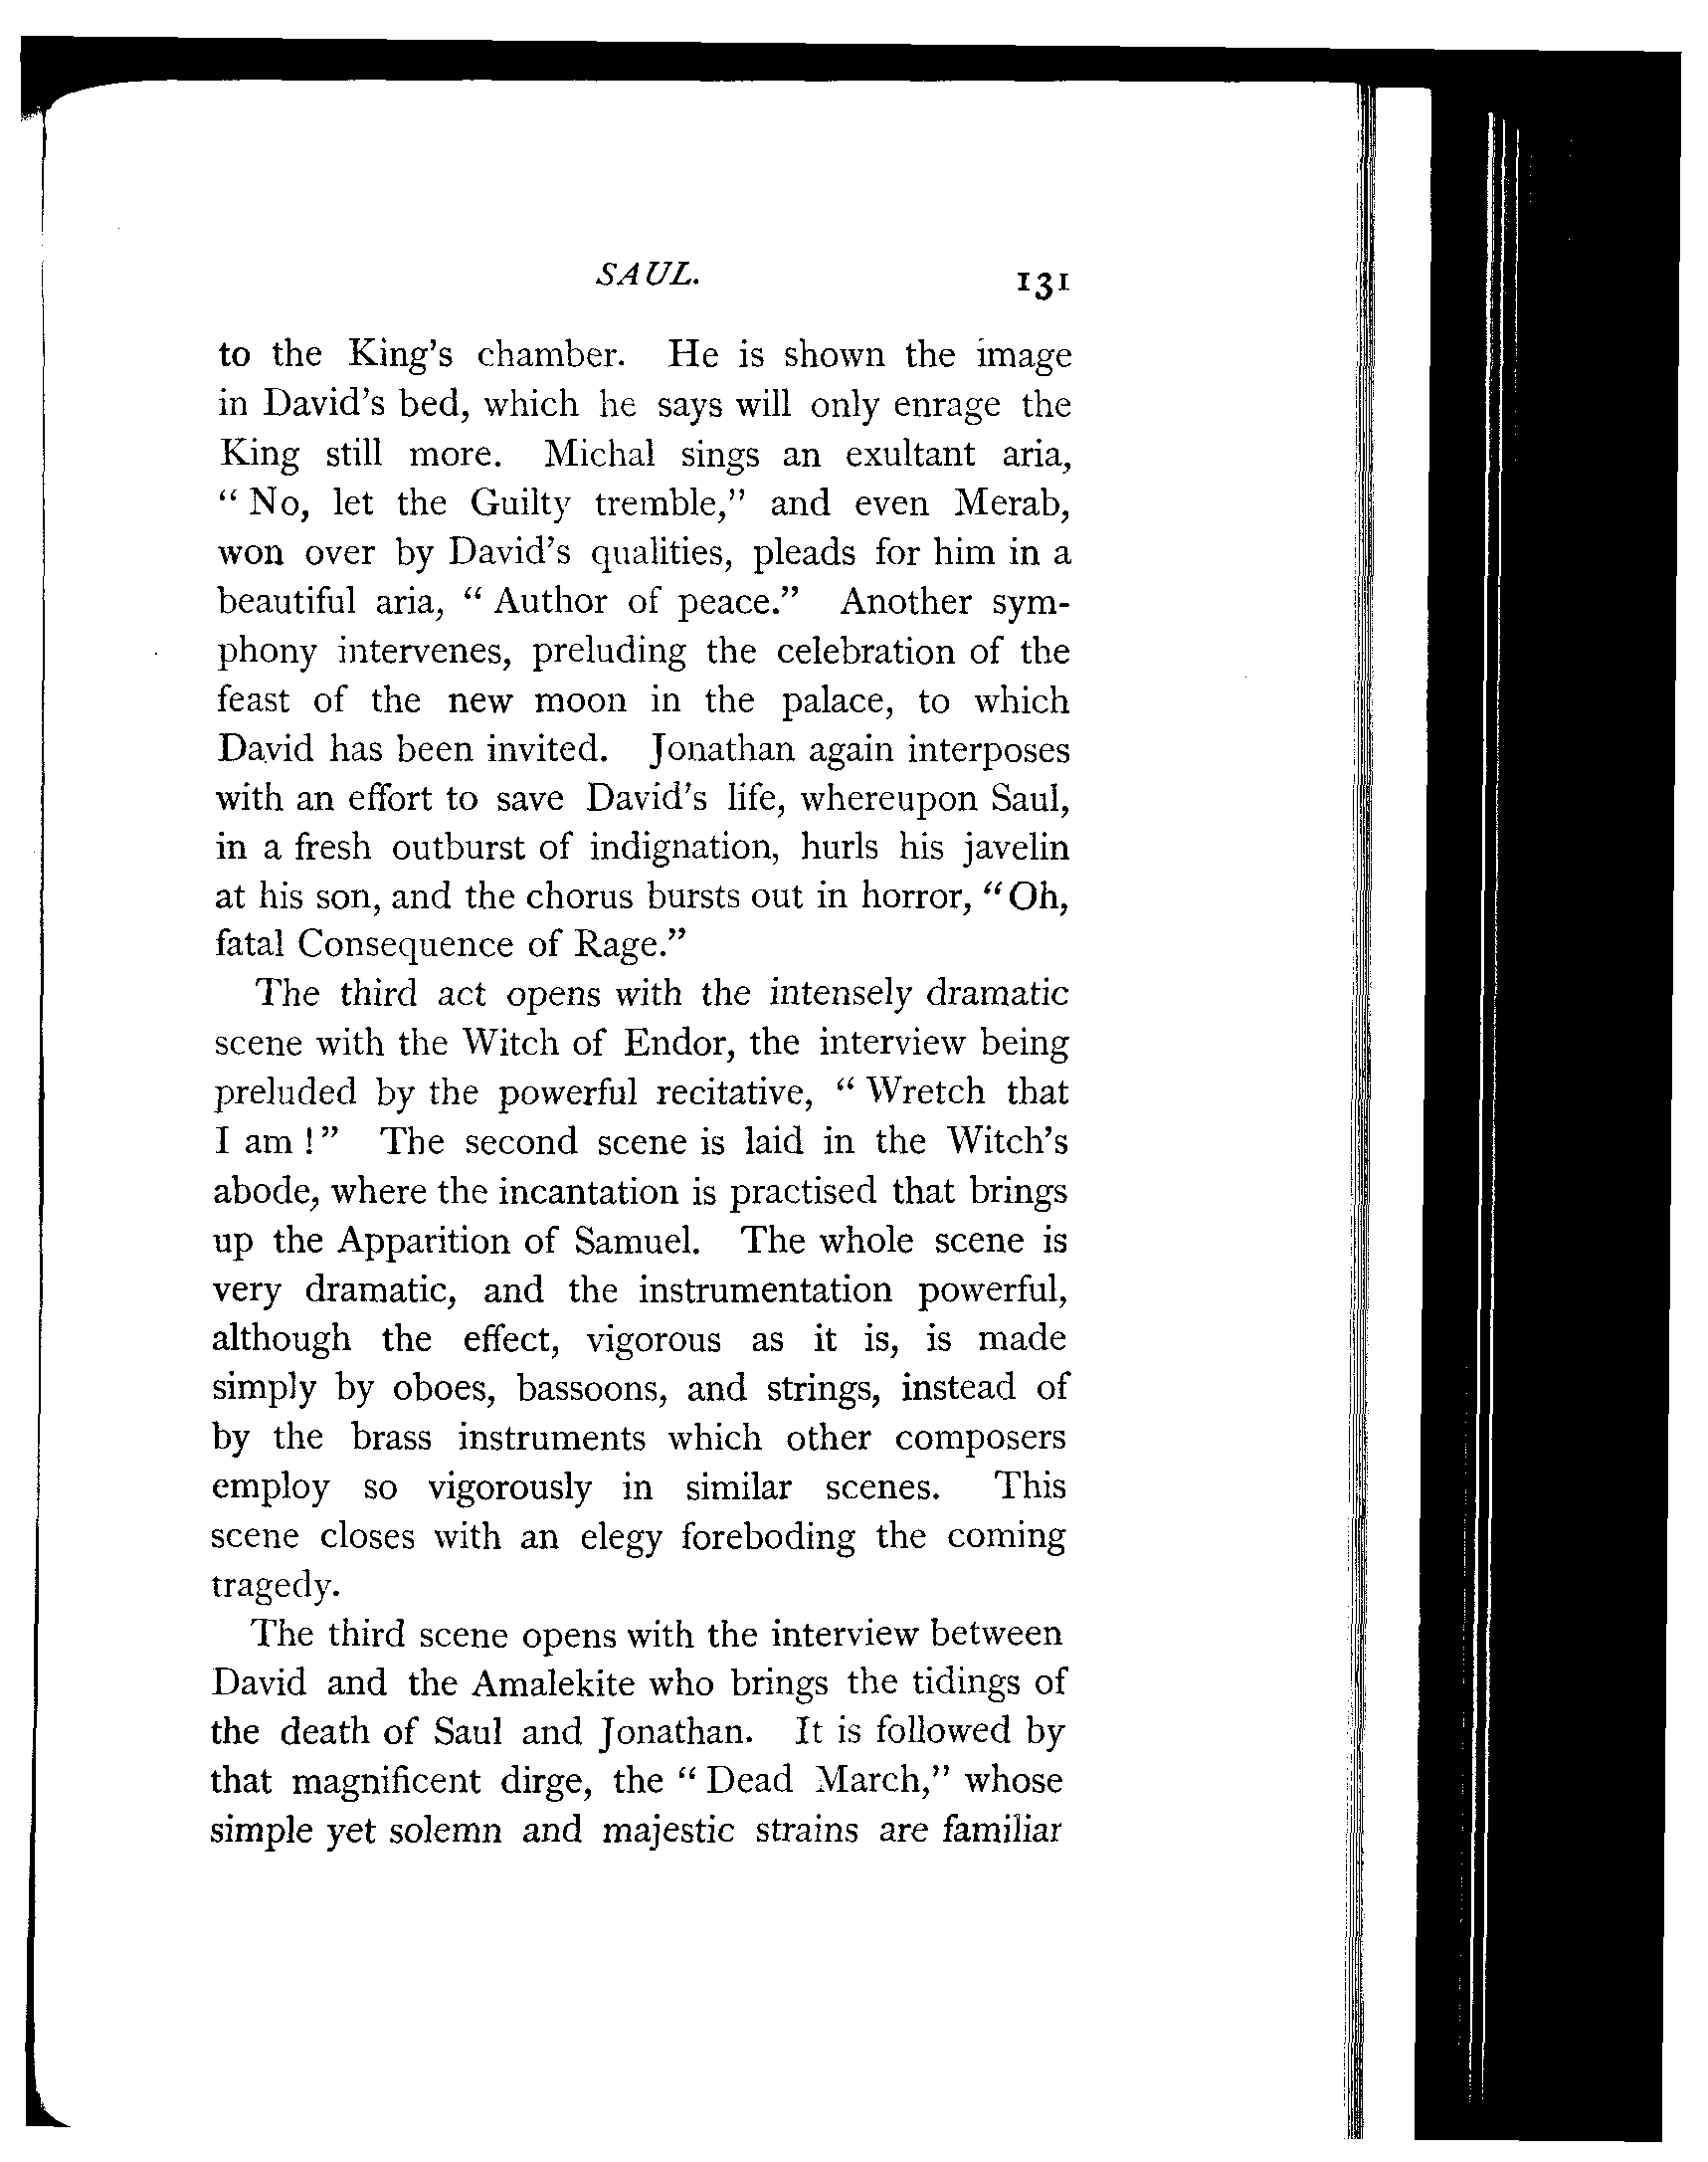 SAUL. 131
to the King's chamber. He is shown the image
in David's bed, which he says will only enrage the
King still more. Michal sings an exultant aria,
" No, let the Guilty tremble," and even Merab,
won over by David's qualities, pleads for him in a
beautiful aria, " Author of peace." Another sym-
phony intervenes, preluding the celebration of the
feast of the new moon in the palace, to which
David has been invited. Jonathan again interposes
with an effort to save David's life, whereupon Saul,
in a fresh outburst of indignation, hurls his javelin
at his son, and the chorus bursts out in horror, "Oh,
fatal Consequence of Rage."
The third act opens with the intensely dramatic
scene with the Witch of Endor, the interview being
preluded by the powerful recitative, " Wretch that
I am !" The second scene is laid in the Witch's
abode, where the incantation is practised that brings
up the Apparition of Samuel. The whole scene is
very dramatic, and the instrumentation powerful,
although the effect, vigorous as it is, is made
simply by oboes, bassoons, and strings, instead of
by the brass instruments which other composers
employ so vigorously in similar scenes. This
scene closes with an elegy foreboding the coming
tragedy.
The third scene opens with the interview between
David and the Amalekite who brings the tidings of
the death of Saul and Jonathan. It is followed by
that magnificent dirge, the " Dead March," whose
simple yet solemn and majestic strains are familiar